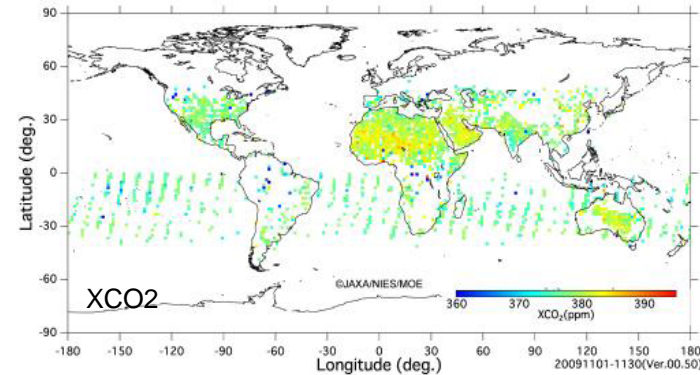 90
60
30
0
-30
-60
-90
Latitude (deg.)
XCO2
©JAXA/NIES/MOE
360 370 380 390
XCO₂(ppm)
-180 -150 -120 -90 -60 -30 0 30 60 90 120 150 180
Longitude (deg.)
20091101-1130(Ver.00.50)